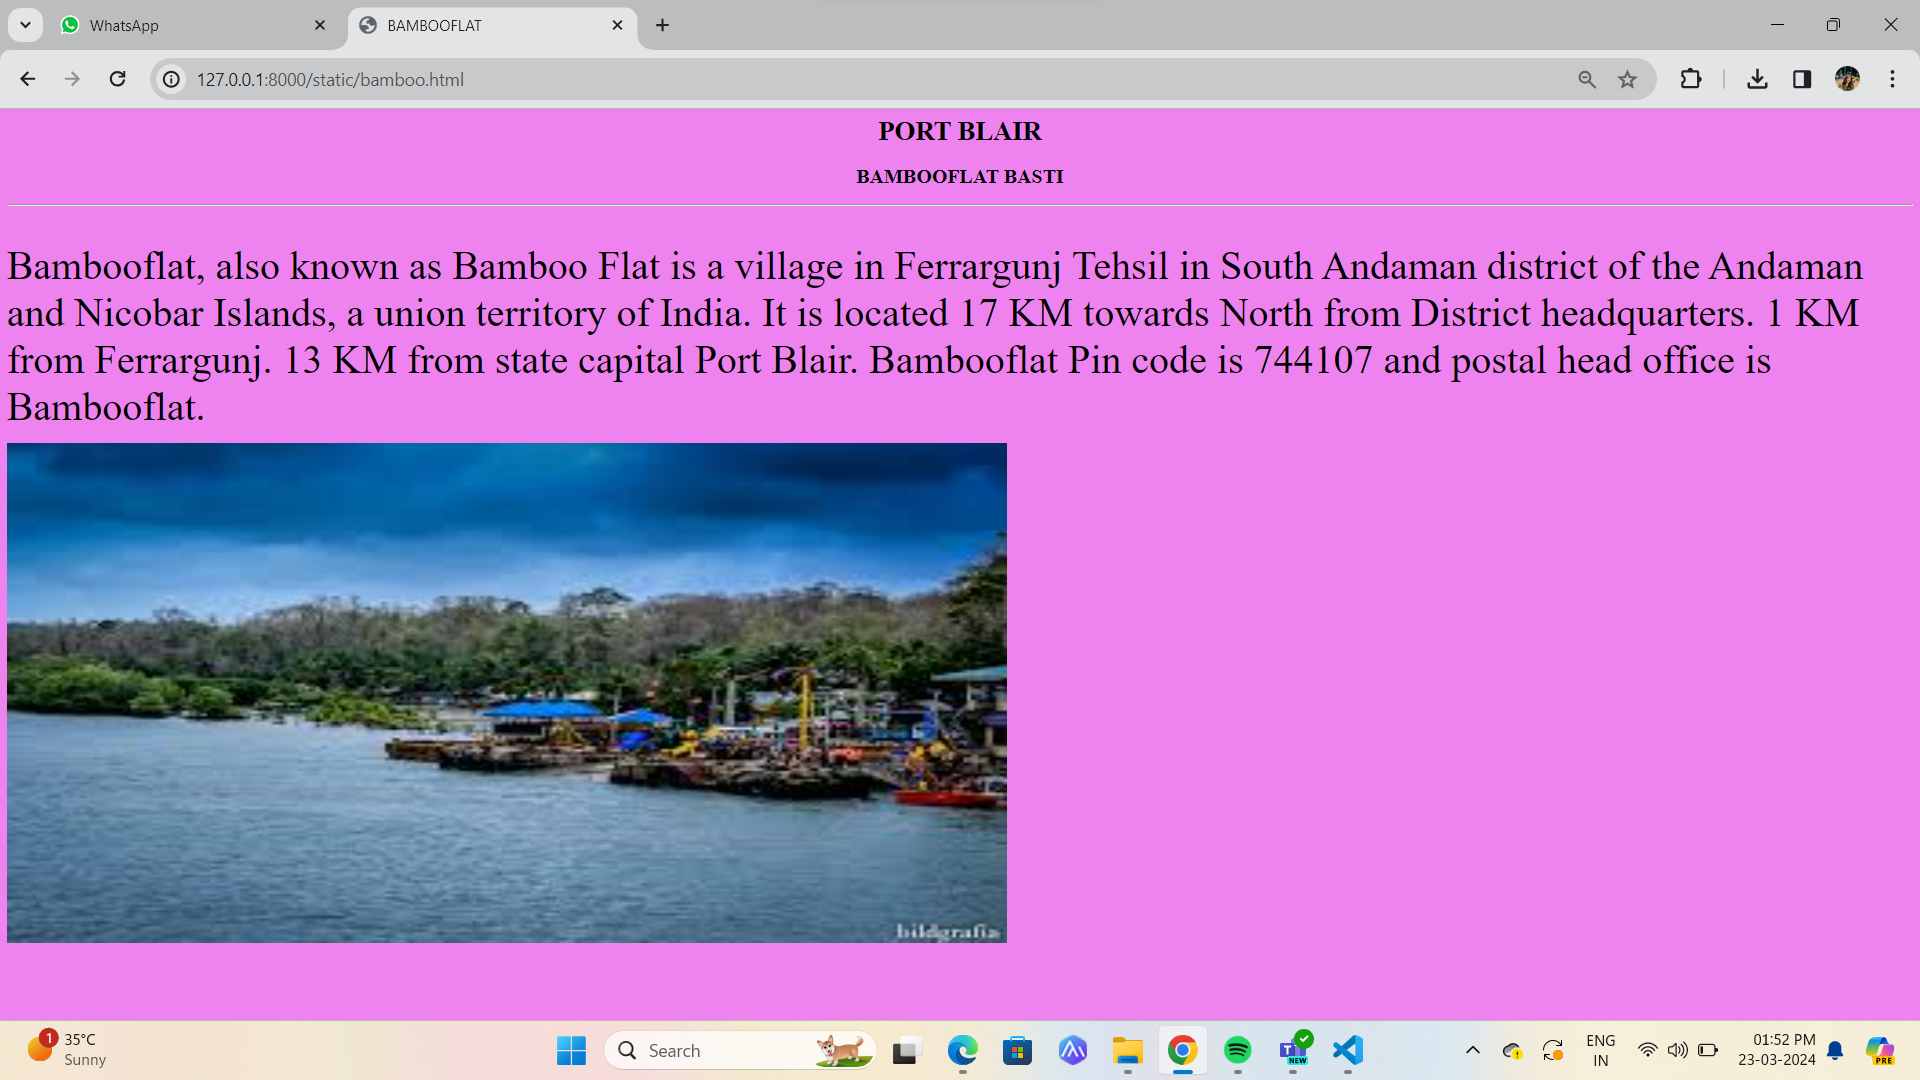 WhatsApp
BAMBOOFLAT
127.0.0.1:8000/static/bamboo.html
PORT BLAIR
BAMBOOFLAT BASTI
Bambooflat, also known as Bamboo Flat is a village in Ferrargunj Tehsil in South Andaman district of the Andaman
and Nicobar Islands, a union territory of India. It is located 17 KM towards North from District headquarters. 1 KM
from Ferrargunj. 13 KM from state capital Port Blair. Bambooflat Pin code is 744107 and postal head office is
Bambooflat.
bildgrafia
1
35°C
Sunny
Search
T
NEW
ENG
IN
01:52 PM
23-03-2024
PRE